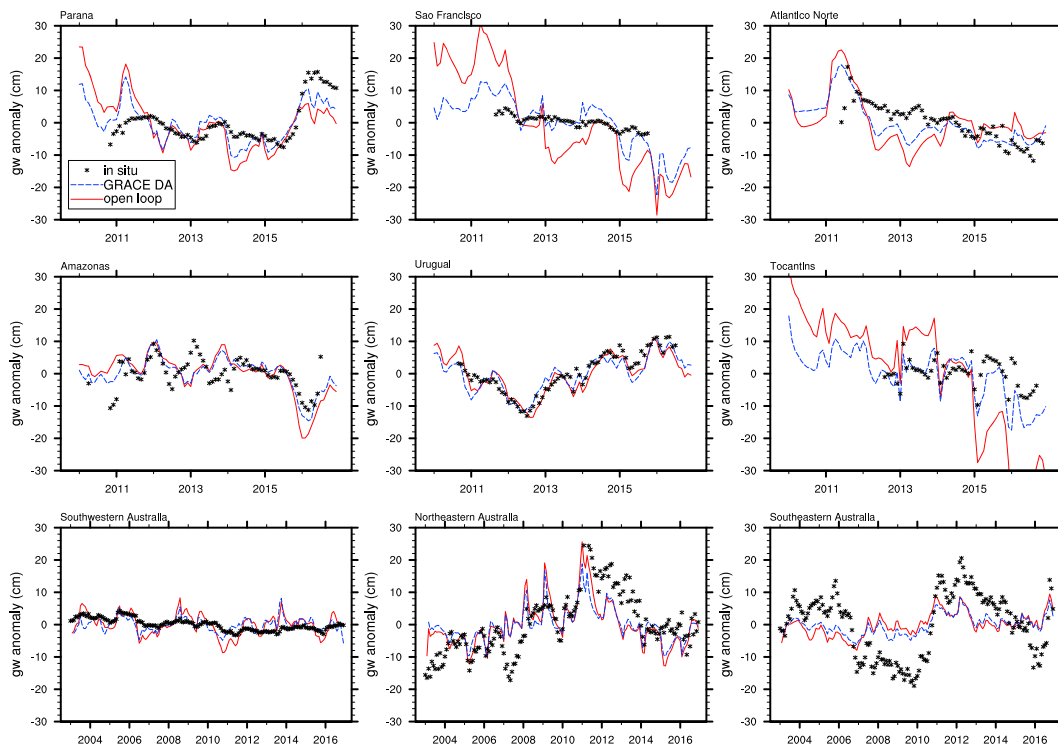 Parana
gw anomaly (cm)
30
20
10
0
-10
-20
-30
in situ
GRACE DA
open loop
2011 2013 2015
Sao Francisco
gw anomaly (cm)
30
20
10
0
-10
-20
-30
2011 2013 2015
Atlantico Norte
gw anomaly (cm)
30
20
10
0
-10
-20
-30
2011 2013 2015
Amazonas
gw anomaly (cm)
30
20
10
0
-10
-20
-30
2011 2013 2015
Uruguai
gw anomaly (cm)
30
20
10
0
-10
-20
-30
2011 2013 2015
Tocantins
gw anomaly (cm)
30
20
10
0
-10
-20
-30
2011 2013 2015
Southwestern Australia
gw anomaly (cm)
30
20
10
0
-10
-20
-30
2004 2006 2008 2010 2012 2014 2016
Northeastern Australia
gw anomaly (cm)
30
20
10
0
-10
-20
-30
2004 2006 2008 2010 2012 2014 2016
Southeastern Australia
gw anomaly (cm)
30
20
10
0
-10
-20
-30
2004 2006 2008 2010 2012 2014 2016